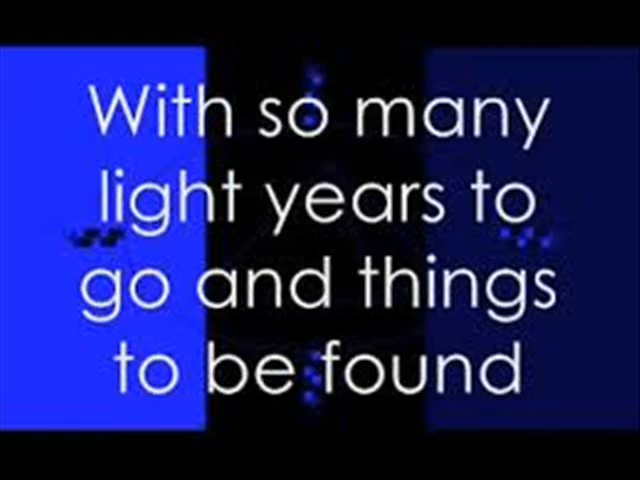 With so many
light years to
go and things
to be found